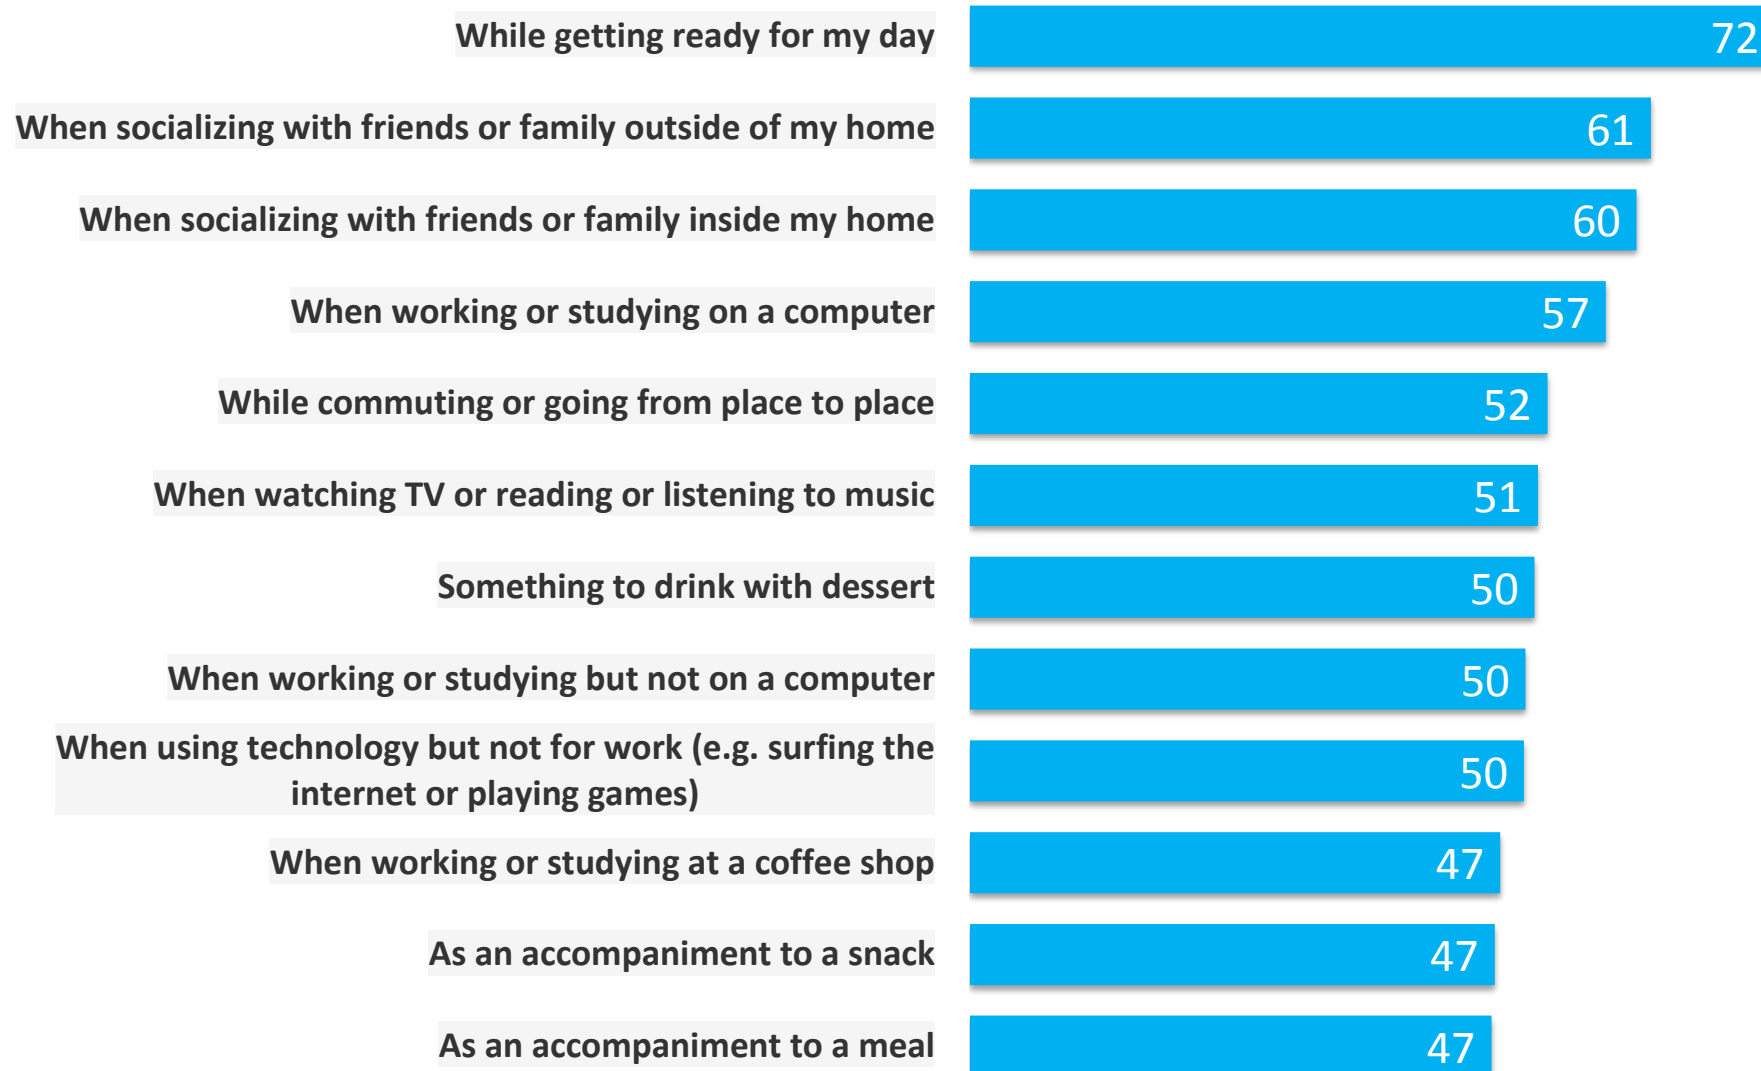 While getting ready for my day 72
When socializing with friends or family outside of my home 61
When socializing with friends or family inside my home 60
When working or studying on a computer 57
While commuting or going from place to place 52
When watching TV or reading or listening to music 51
Something to drink with dessert 50
When working or studying but not on a computer 50
When using technology but not for work (e.g. surfing the
internet or playing games) 50
When working or studying at a coffee shop 47
As an accompaniment to a snack 47
As an accompaniment to a meal 47